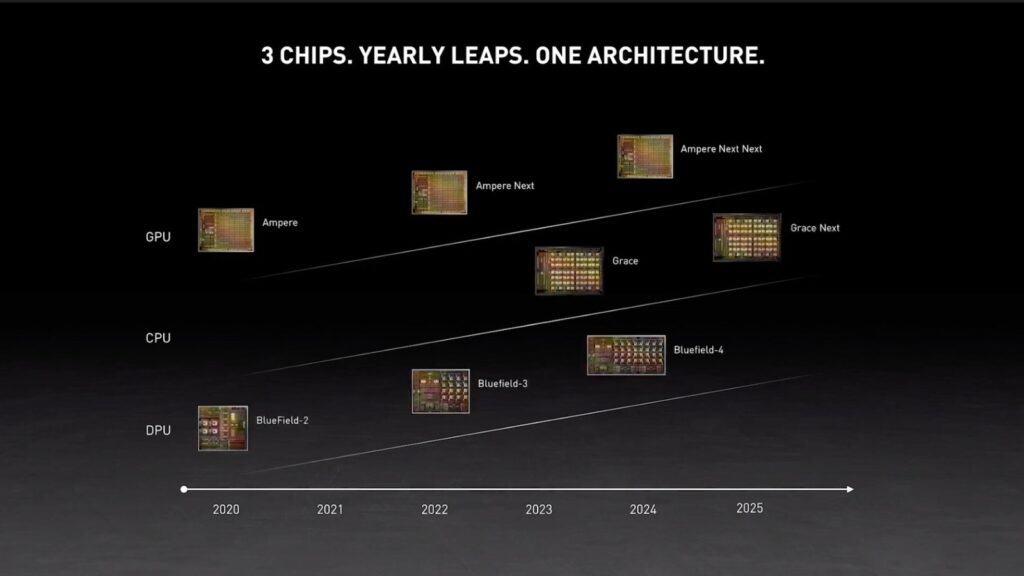 3 CHIPS. YEARLY LEAPS. ONE ARCHITECTURE.
Ampere Next Next
Ampere Next
Ampere
GPU
Grace Next
Grace
CPU
Bluefield-4
Bluefield-3
BlueField-2
DPU
2020 2021 2022 2023 2024 2025